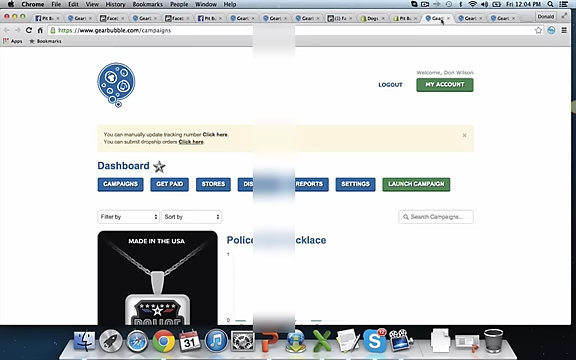 Chrome File Edit View History Bookmarks People Window Help
Fri 12:04 PM
Donald
https://www.gearbubble.com/campaigns
Apps Bookmarks
Welcome, Don Wilson
LOGOUT MY ACCOUNT
You can manually update tracking number Click here.
You can submit dropship orders Click here.
Dashboard
CAMPAIGNS GET PAID STORES REPORTS SETTINGS LAUNCH CAMPAIGN
Filter by Sort by Search Campaigns...
MADE IN THE USA
POLICE
1
0
31